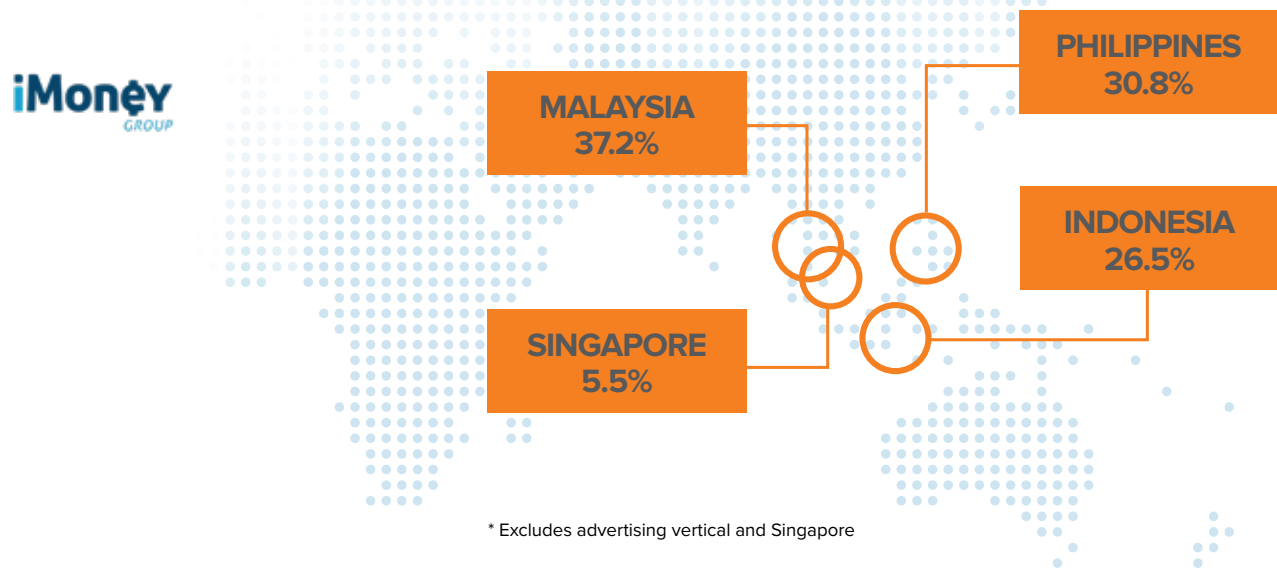 iMoney
GROUP
PHILIPPINES
30.8%
MALAYSIA
37.2%
INDONESIA
26.5%
SINGAPORE
5.5%
* Excludes advertising vertical and Singapore